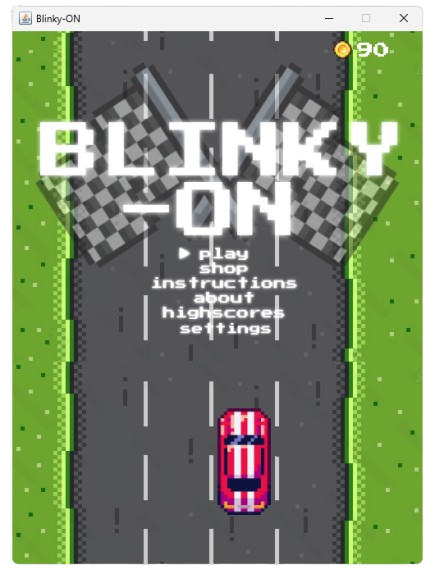 Blinky-ON
90
BLINKY
-ON
play
shop
instructions
about
highscores
settings